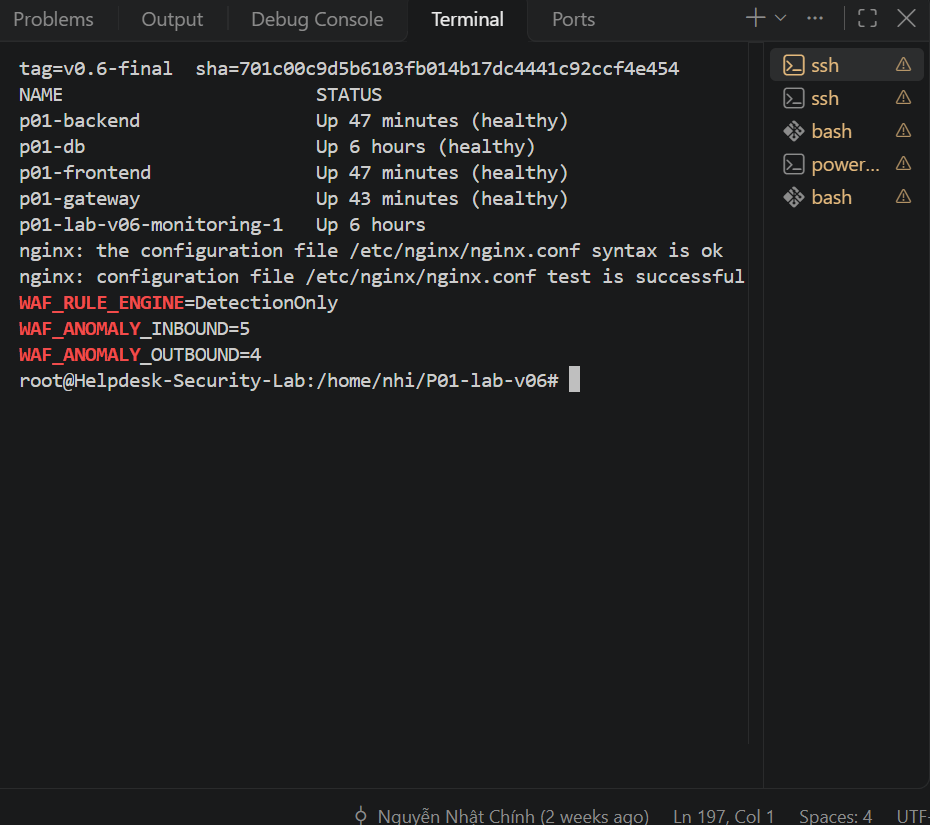 Problems Output Debug Console Terminal Ports
tag=v0.6-final sha=701c00c9d5b6103fb014b17dc4441c92ccf4e454
NAME STATUS
p01-backend Up 47 minutes (healthy)
p01-db Up 6 hours (healthy)
p01-frontend Up 47 minutes (healthy)
p01-gateway Up 43 minutes (healthy)
p01-lab-v06-monitoring-1 Up 6 hours
nginx: the configuration file /etc/nginx/nginx.conf syntax is ok
nginx: configuration file /etc/nginx/nginx.conf test is successful
WAF_RULE_ENGINE=DetectionOnly
WAF_ANOMALY_INBOUND=5
WAF_ANOMALY_OUTBOUND=4
root@Helpdesk-Security-Lab:/home/nhi/P01-lab-v06#
ssh
ssh
bash
power...
bash
Nguyễn Nhật Chính (2 weeks ago) Ln 197, Col 1 Spaces: 4 UTF-